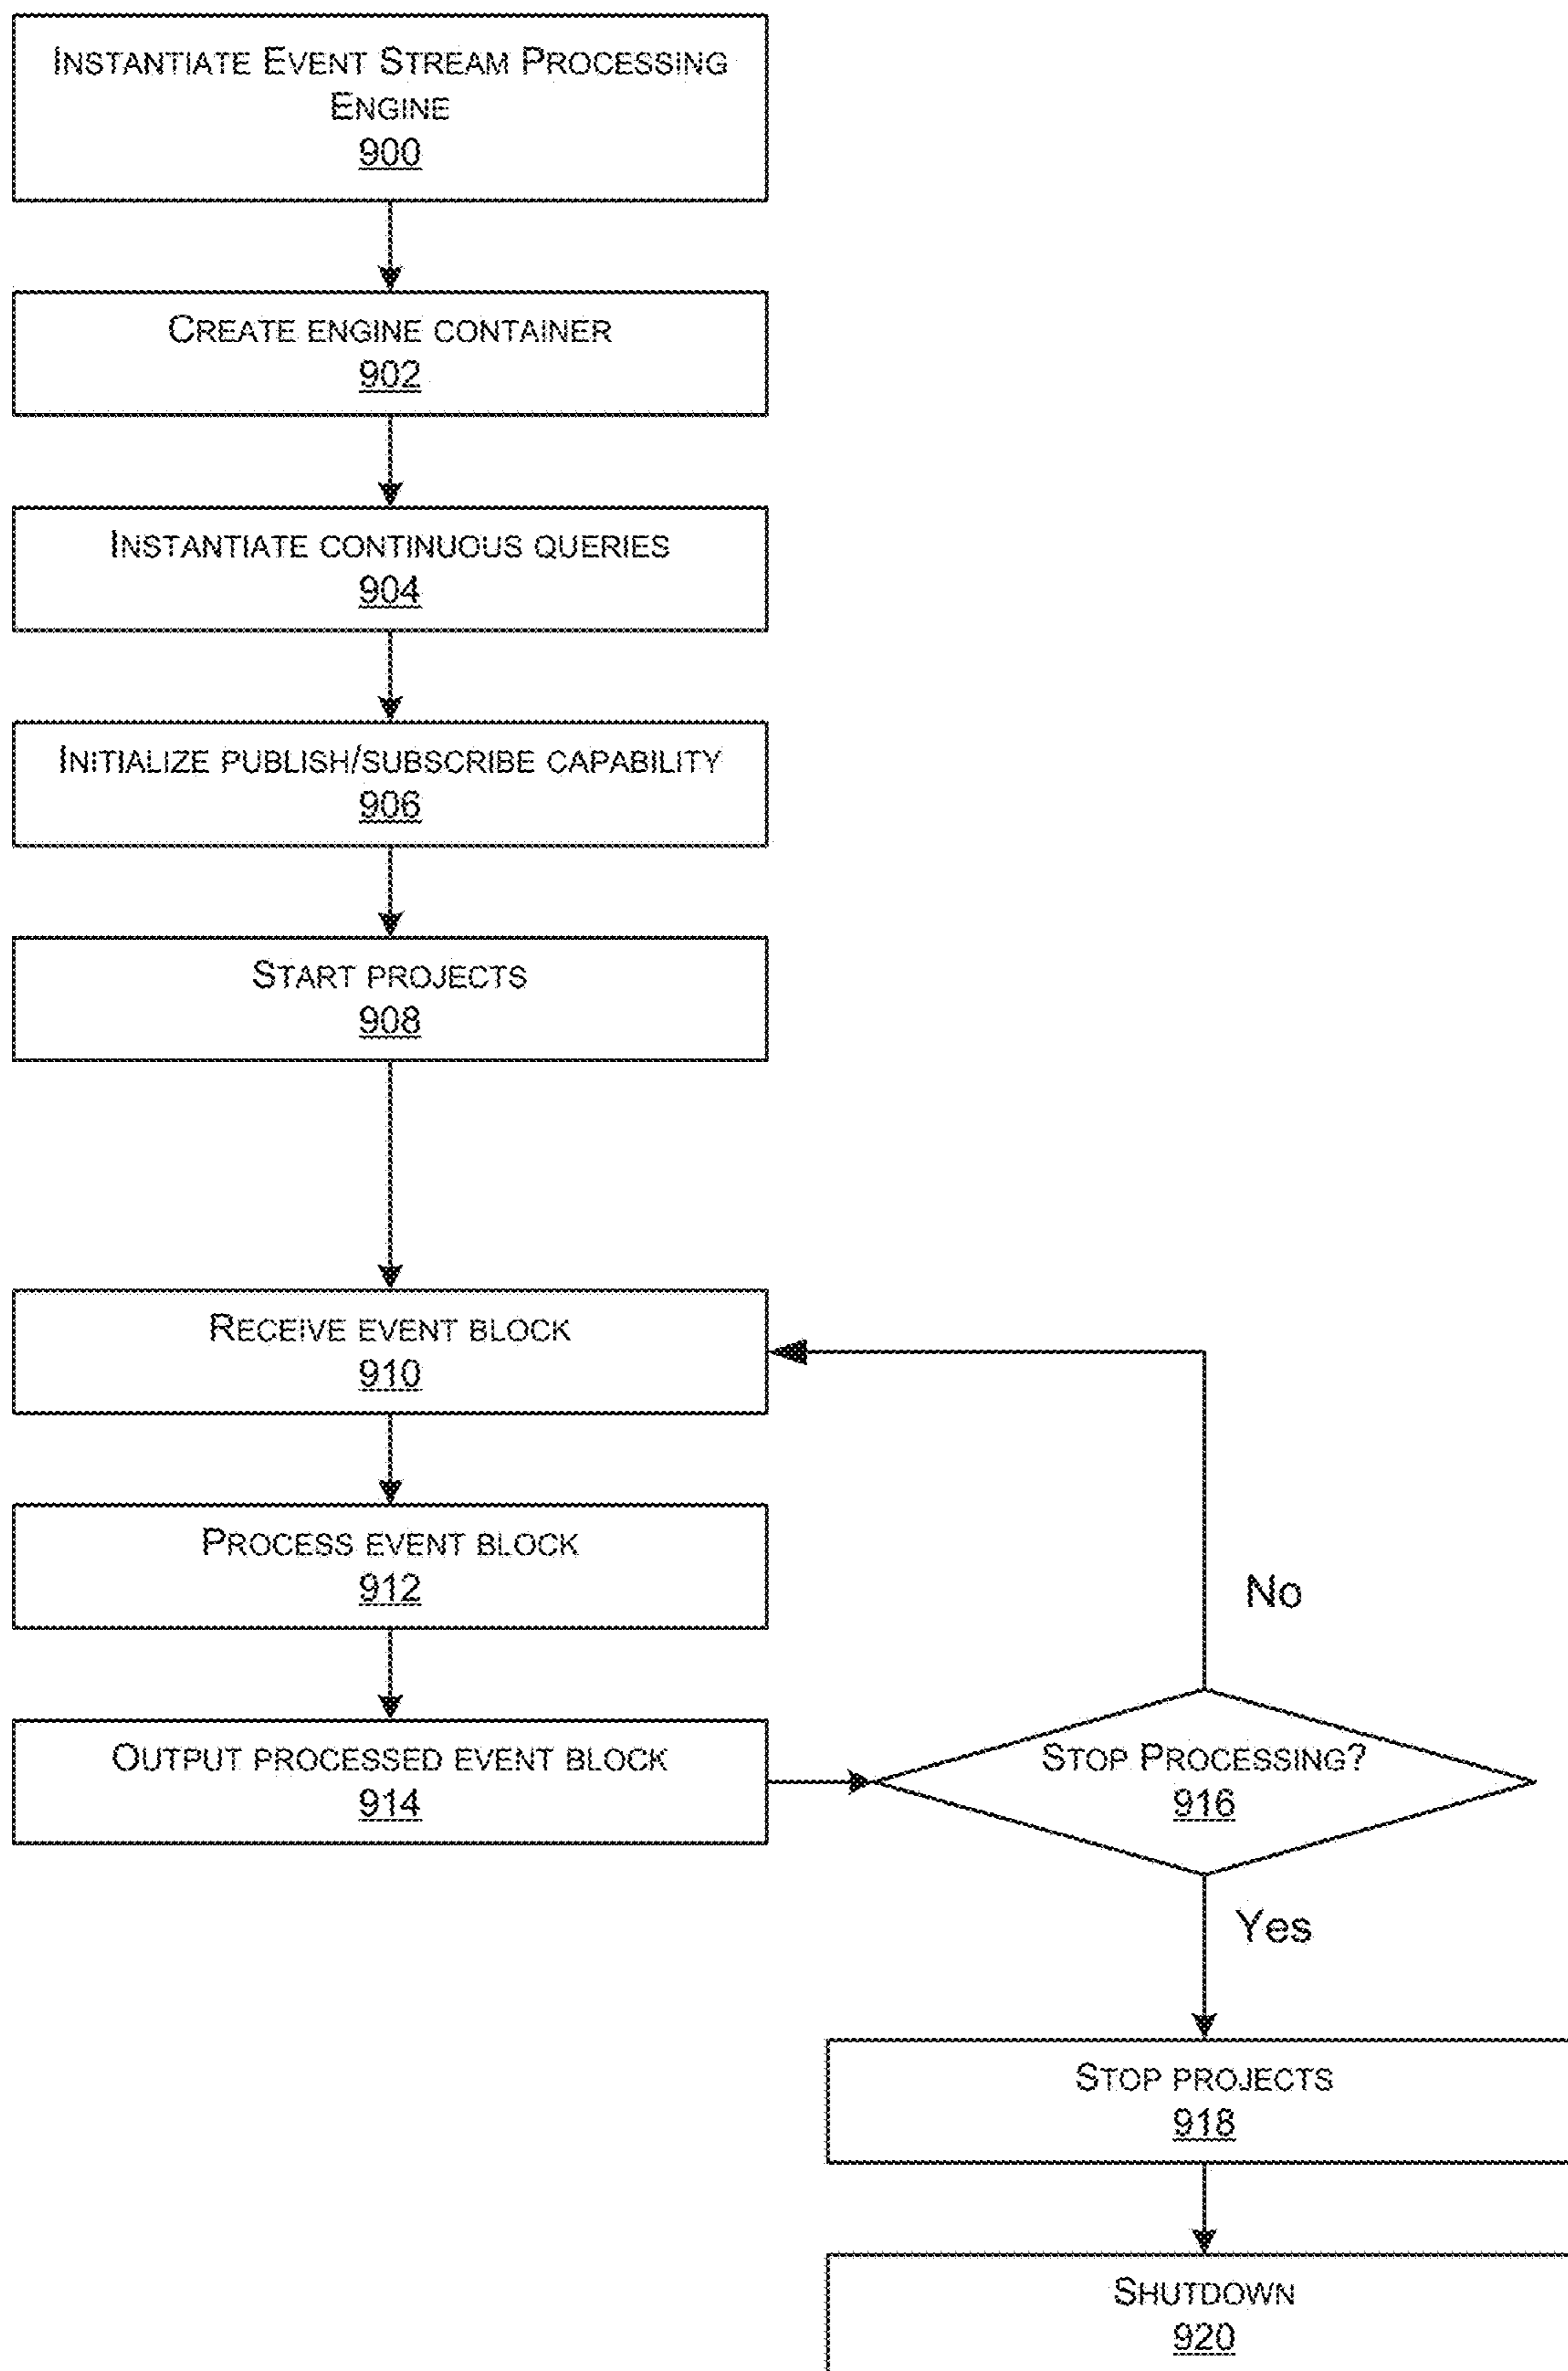 INSTANTIATE EVENT STREAM PROCESSING
ENGINE
900
CREATE ENGINE CONTAINER
902
INSTANTIATE CONTINUOUS QUERIES
904
INITIALIZE PUBLISH/SUBSCRIBE CAPABILITY
906
START PROJECTS
908
RECEIVE EVENT BLOCK
910
PROCESS EVENT BLOCK
912
No
OUTPUT PROCESSED EVENT BLOCK
914
STOP PROCESSING?
916
Yes
STOP PROJECTS
918
SHUTDOWN
920